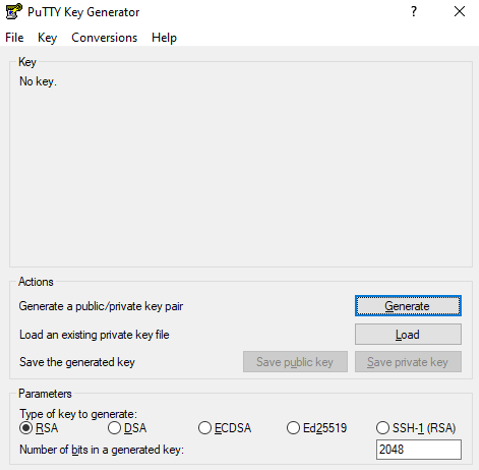 PuTTY Key Generator ?
File Key Conversions Help
Key
No key.
Actions
Generate a public/private key pair Generate
Load an existing private key file Load
Save the generated key Save public key Save private key
Parameters
Type of key to generate:
RSA DSA ECDSA Ed25519 SSH-1 (RSA)
Number of bits in a generated key: 2048